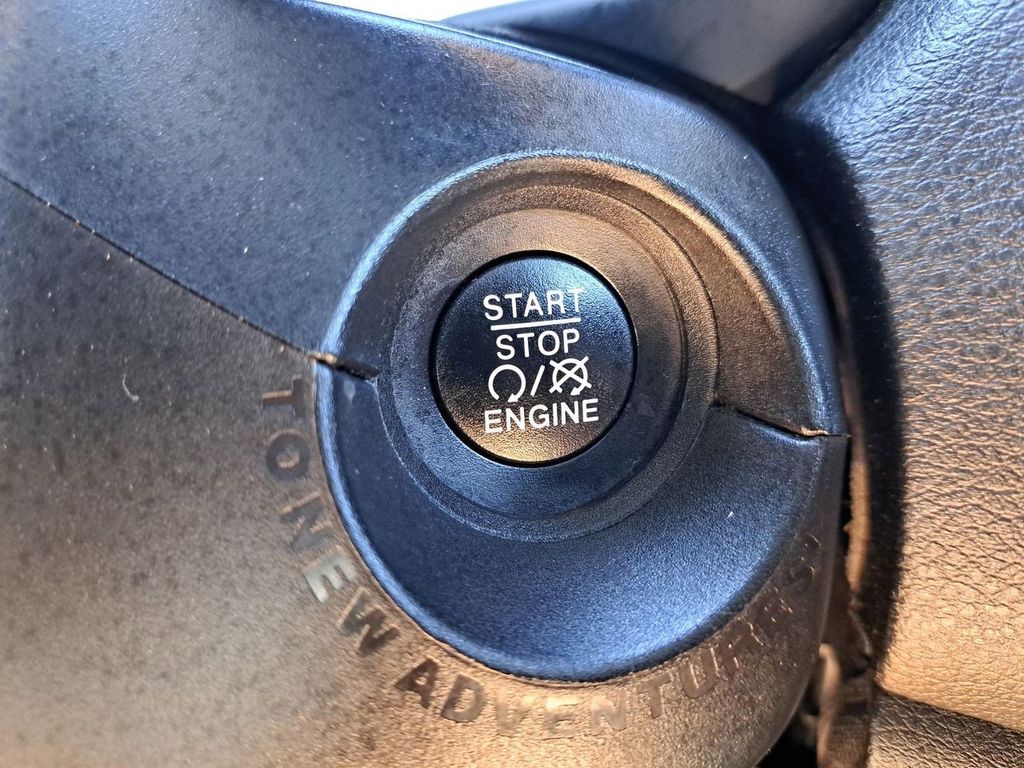 START
STOP
/
ENGINE
TO NEW ADVENTURES